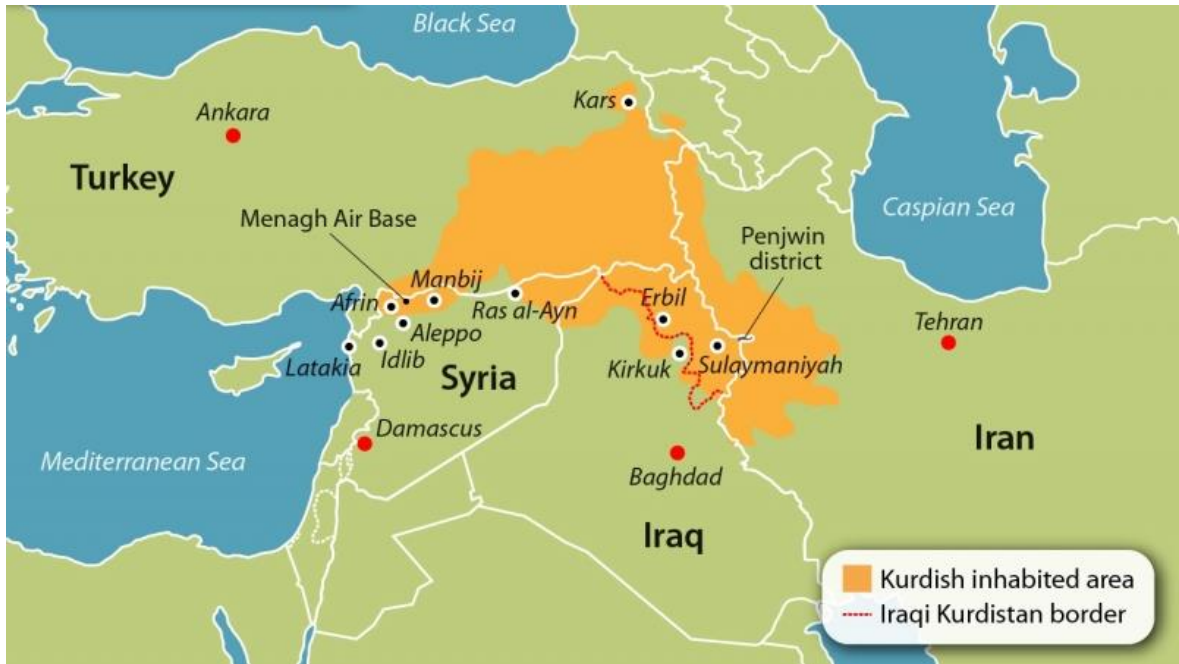 Black Sea
Kars
Ankara
Turkey
Caspian Sea
Menagh Air Base
Penjwin
district
Manbij
Afrin
Ras al-Ayn
Erbil
Aleppo
Tehran
Idlib
Latakia
Kirkuk
Sulaymaniyah
Syria
Damascus
Iran
Mediterranean Sea
Baghdad
Iraq
Kurdish inhabited area
Iraqi Kurdistan border